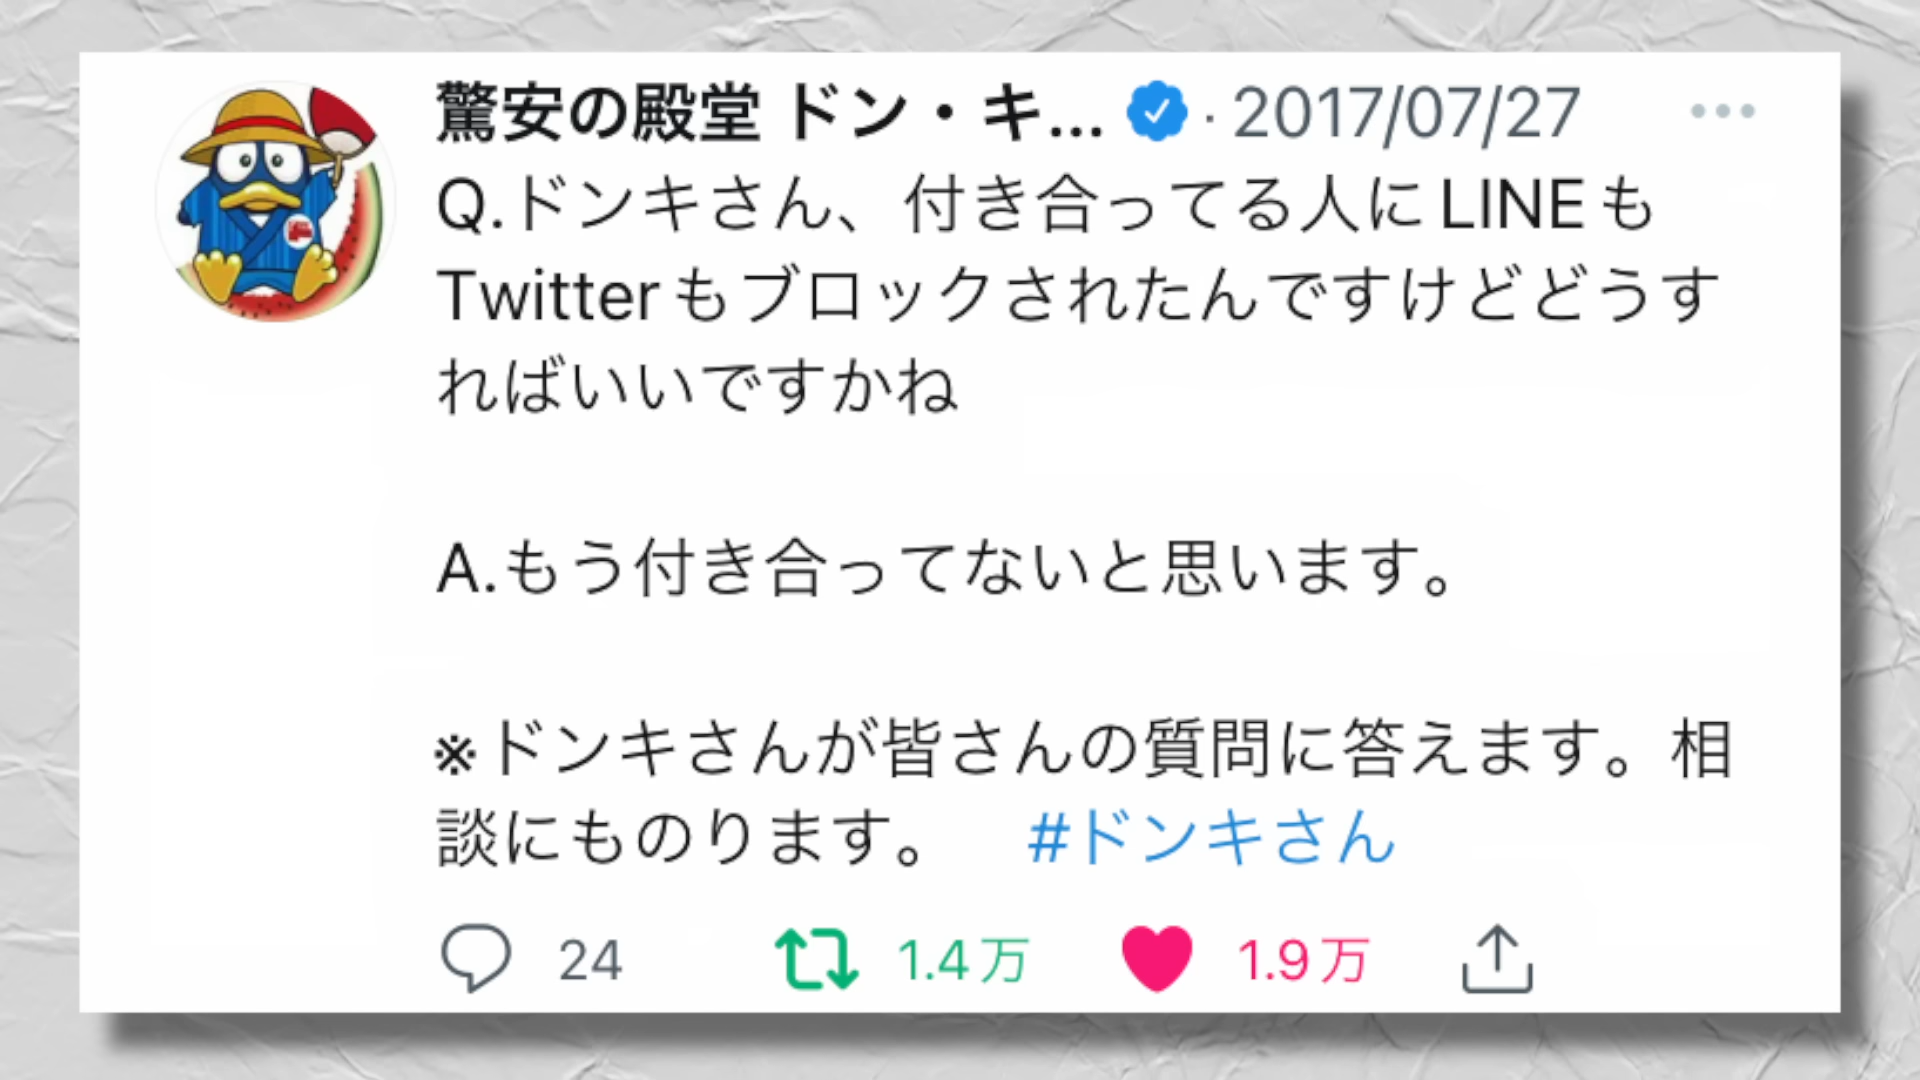 驚安の殿堂 ドン・キ... · 2017/07/27
Q.ドンキさん、付き合ってる人にLINEも
Twitterもブロックされたんですけどどうす
ればいいですかね
A.もう付き合ってないと思います。
※ドンキさんが皆さんの質問に答えます。相
談にものります。 #ドンキさん
24 1.4万 1.9万